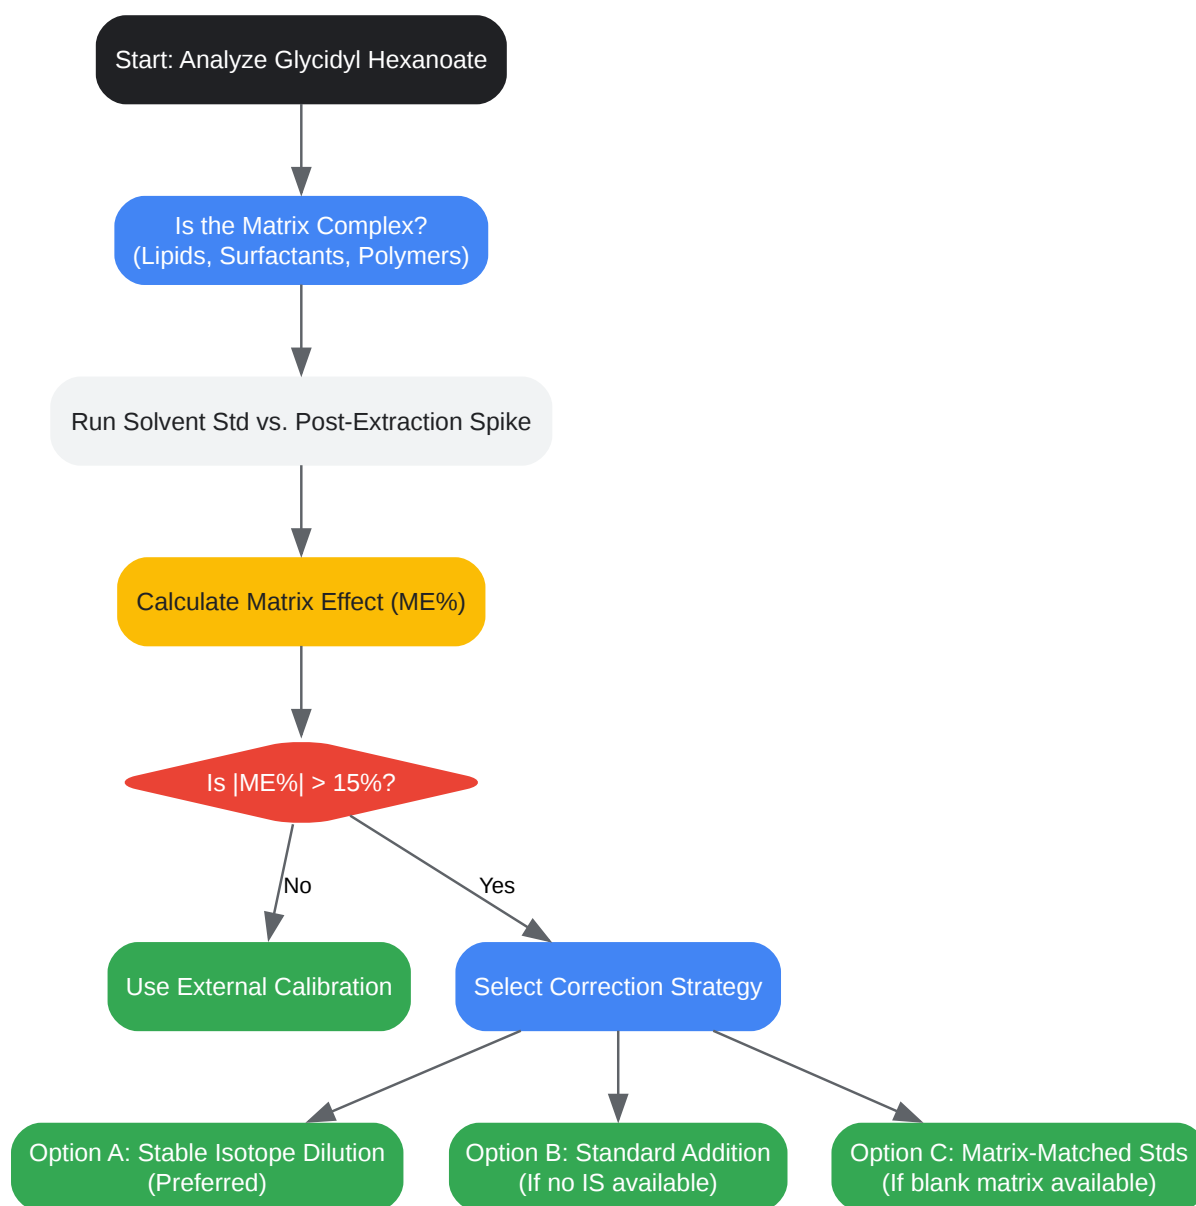 Start: Analyze Glycidyl Hexanoate
Is the Matrix Complex?
(Lipids, Surfactants, Polymers)
Run Solvent Std vs. Post-Extraction Spike
Calculate Matrix Effect (ME%)
Is |ME%| > 15%?
No
Yes
Use External Calibration
Select Correction Strategy
Option A: Stable Isotope Dilution
(Preferred)
Option B: Standard Addition
(If no IS available)
Option C: Matrix-Matched Stds
(If blank matrix available)